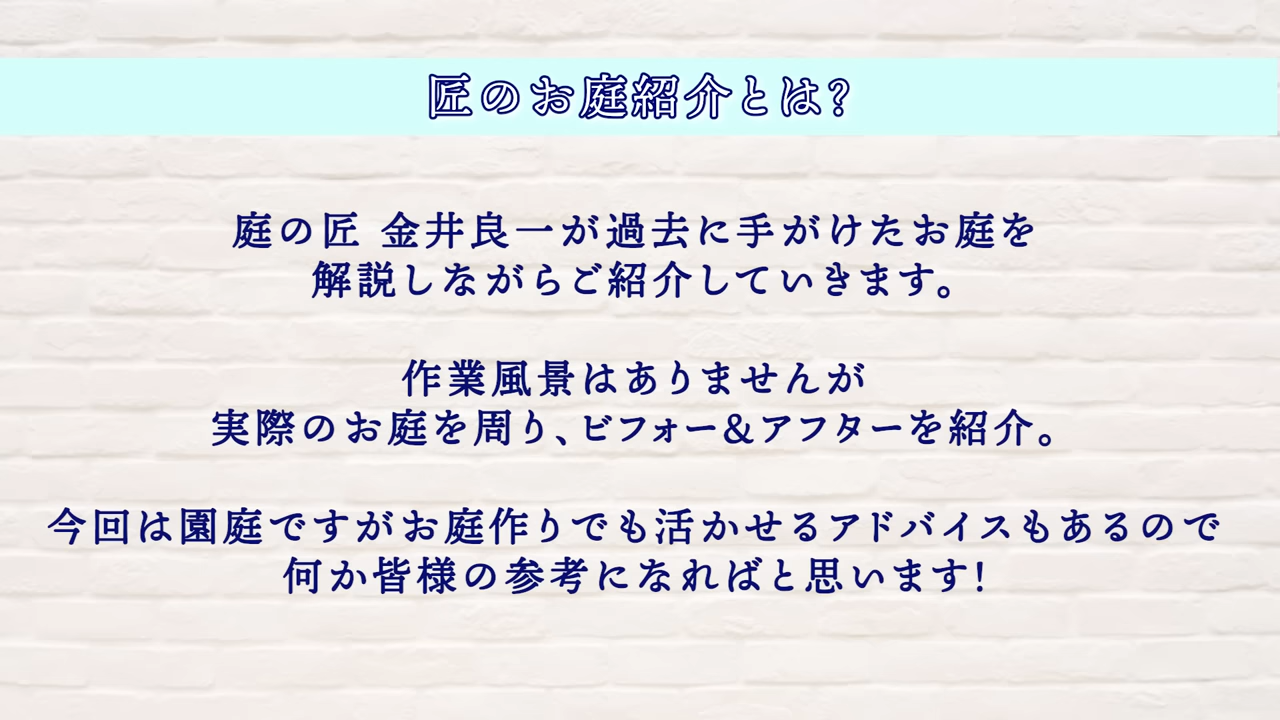 匠のお庭紹介とは?
庭の匠 金井良一が過去に手がけたお庭を
解説しながらご紹介していきます。
作業風景はありませんが
実際のお庭を周り、ビフォー&アフターを紹介。
今回は園庭ですがお庭作りでも活かせるアドバイスもあるので
何か皆様の参考になればと思います!